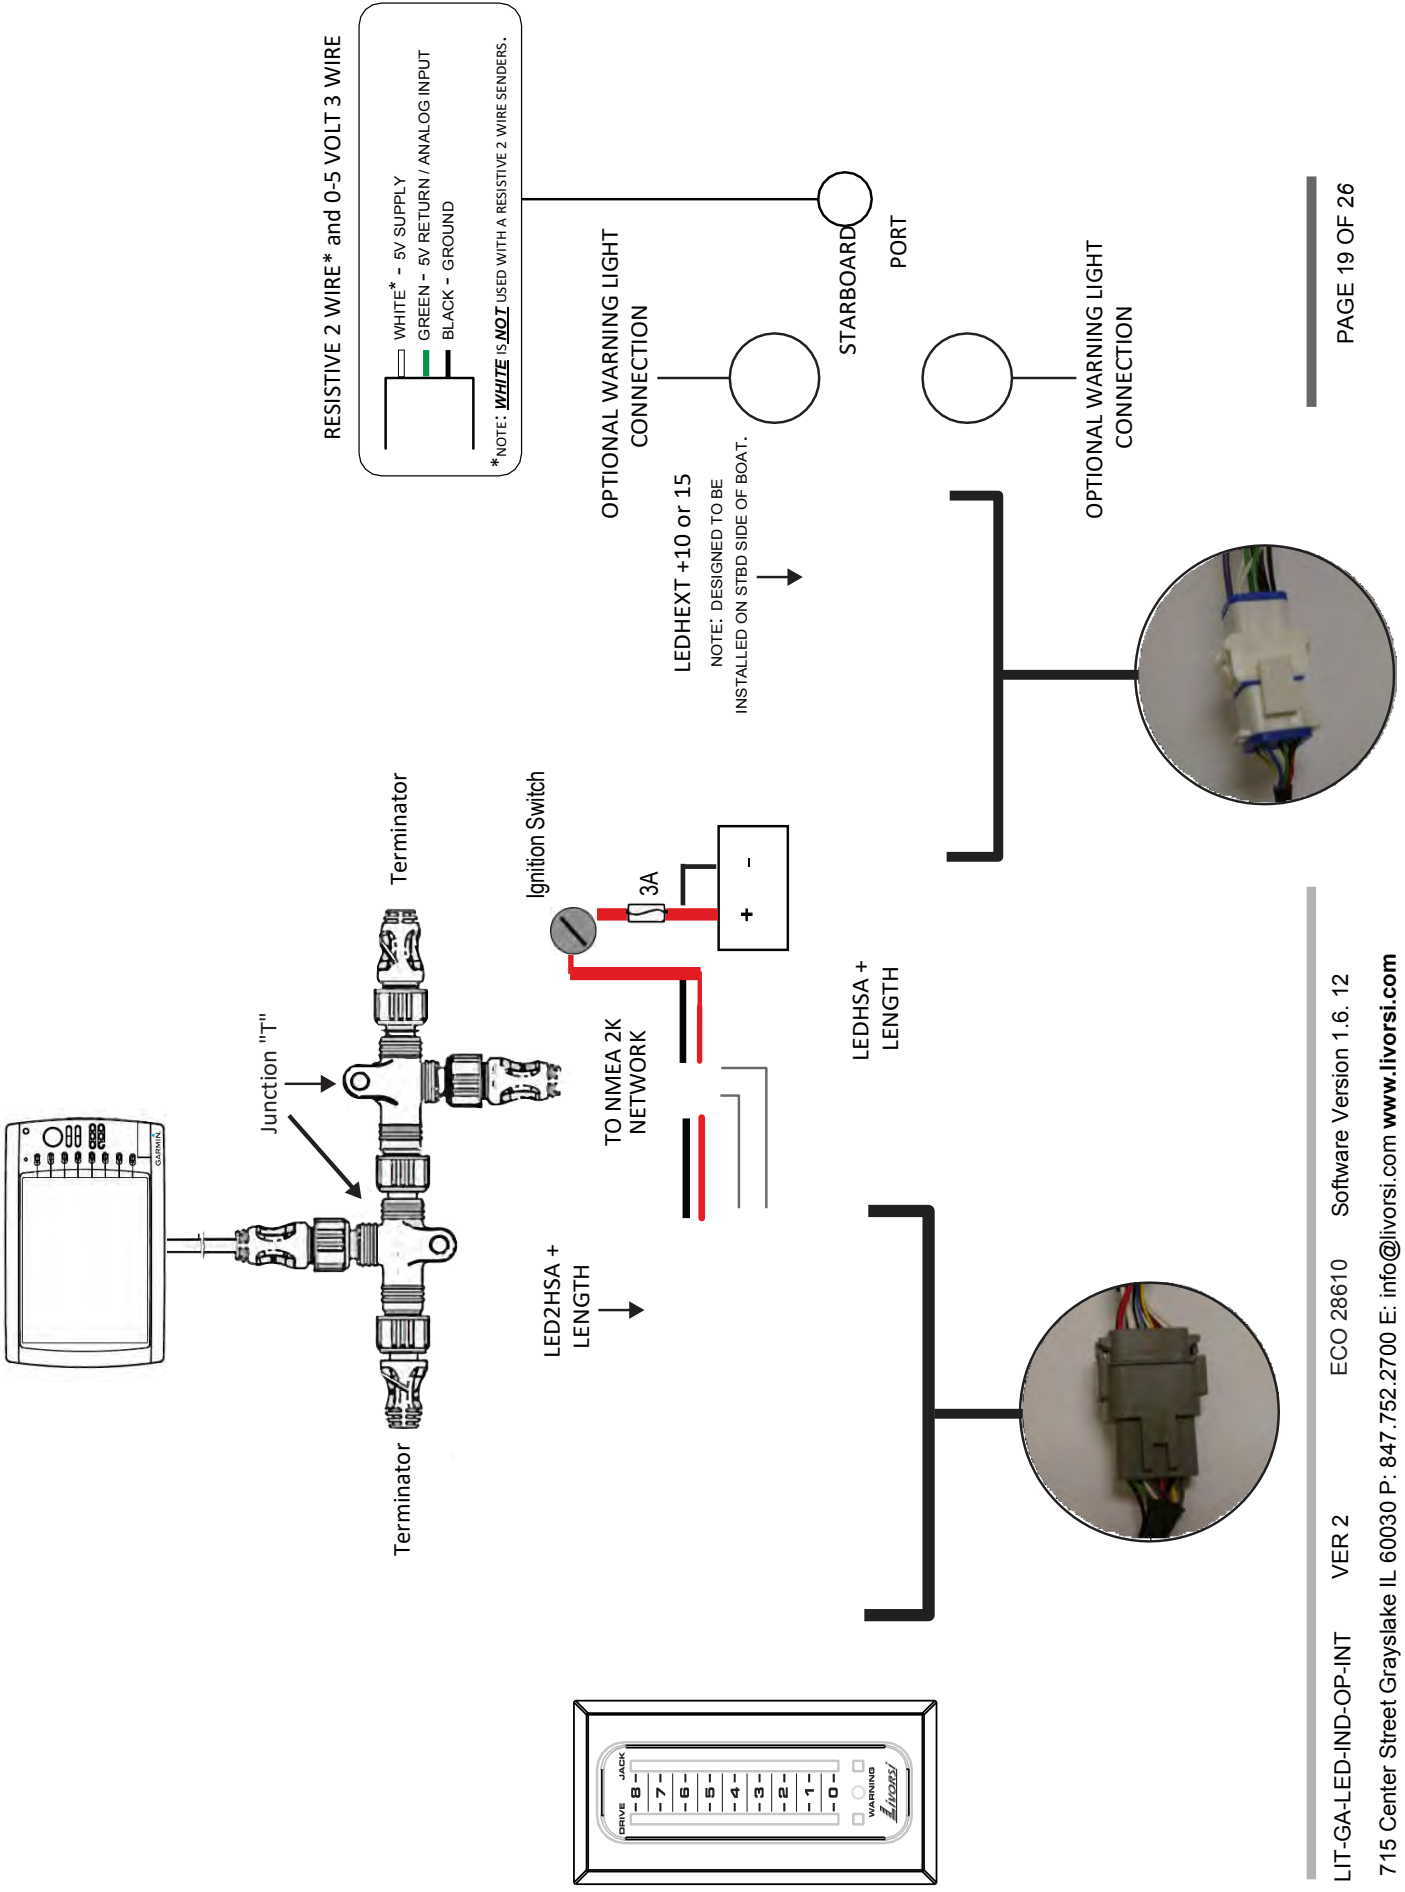 RESISTIVE 2 WIRE* and 0-5 VOLT 3 WIRE
WHITE* - 5V SUPPLY
GREEN - 5V RETURN / ANALOG INPUT
BLACK - GROUND
*NOTE: WHITE IS NOT USED WITH A RESISTIVE 2 WIRE SENDERS.
GARMIN
Junction "T"
Terminator
Terminator
Ignition Switch
3A
+
-
TO NMEA 2K
NETWORK
LED2HSA +
LENGTH
LEDHSA +
LENGTH
LEDHEXT +10 or 15
NOTE: DESIGNED TO BE
INSTALLED ON STBD SIDE OF BOAT.
OPTIONAL WARNING LIGHT
CONNECTION
STARBOARD
PORT
OPTIONAL WARNING LIGHT
CONNECTION
DRIVE JACK
-8-
-7-
-6-
-5-
-4-
-3-
-2-
-1-
-0-
WARNING
Livorsi
LIT-GA-LED-IND-OP-INT VER 2 ECO 28610 Software Version 1.6. 12 PAGE 19 OF 26
715 Center Street Grayslake IL 60030 P: 847.752.2700 E: info@livorsi.com www.livorsi.com